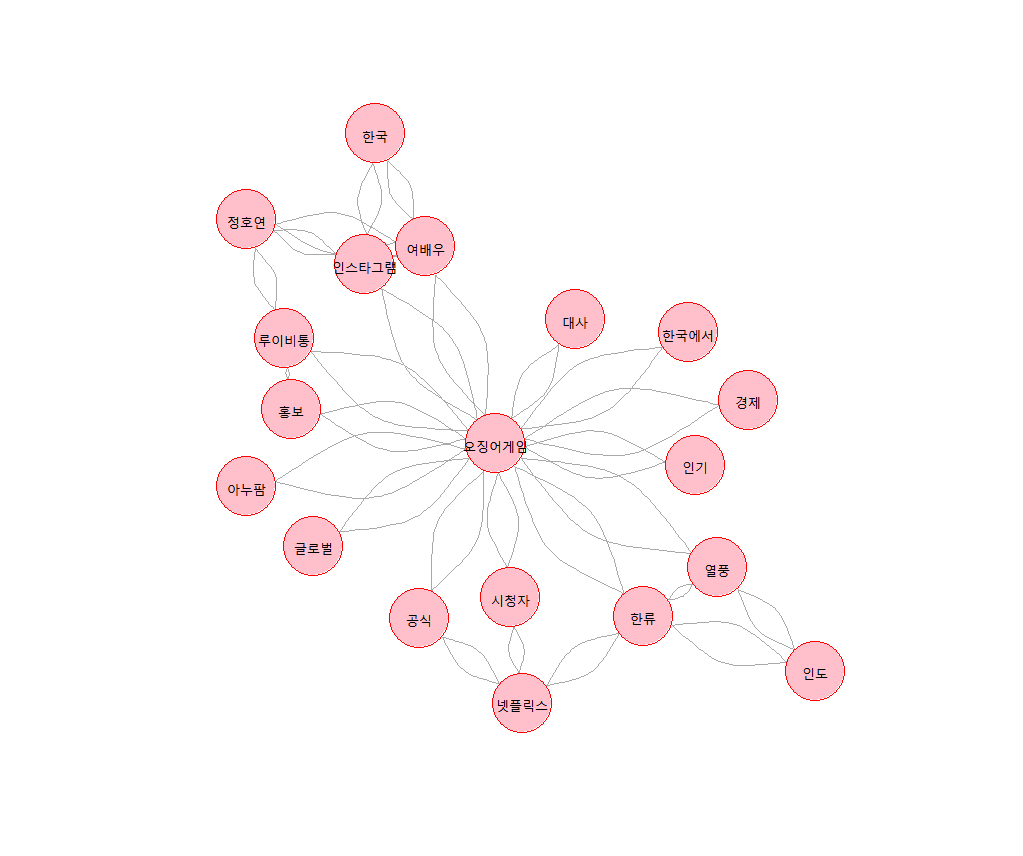 한국
정호연
여배우
인스타그램
대사
한국에서
루이비통
경제
홍보
오징어게임
인기
아누팜
글로벌
열풍
시청자
공식
한류
인도
넷플릭스